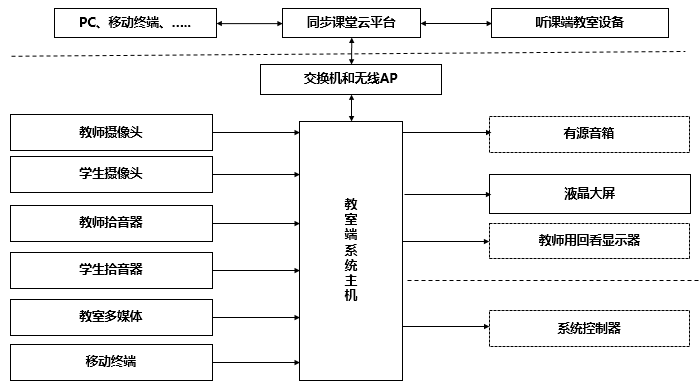 PC、移动终端、.....
同步课堂云平台
听课端教室设备
交换机和无线AP
教师摄像头
学生摄像头
教师拾音器
学生拾音器
教室多媒体
移动终端
教室端系统主机
有源音箱
液晶大屏
教师用回看显示器
系统控制器